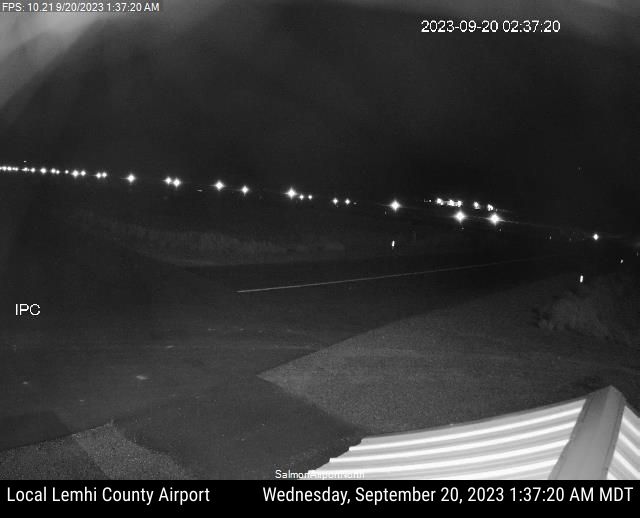 FPS: 10.21 9/20/2023 1:37:20 AM
2023-09-20 02:37:20
IPC
Local Lemhi County Airport Wednesday, September 20, 2023 1:37:20 AM MDT